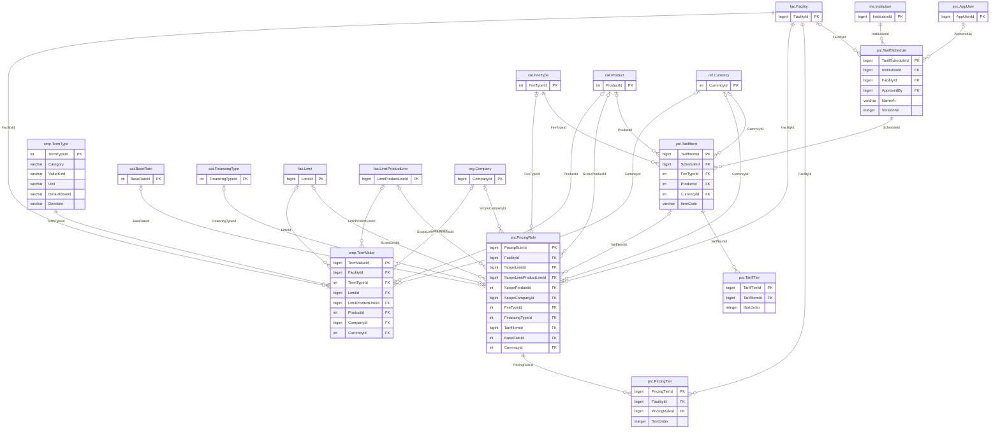 fac.Facility
bigint FacilityId PK
ins.Institution
bigint InstitutionId PK
sec.AppUser
bigint AppUserId PK
FacilityId
InstitutionId
ApprovedBy
prc.TariffSchedule
bigint TariffScheduleId PK
bigint InstitutionId FK
bigint FacilityId FK
bigint ApprovedBy FK
varchar NameAr
integer VersionNo
cat.FeeType
int FeeTypeId PK
cat.Product
int ProductId PK
ref.Currency
int CurrencyId PK
FacilityId
FeeTypeId
ProductId
CurrencyId
ScheduleId
FacilityId
cmp.TermType
int TermTypeId PK
varchar Category
varchar ValueKind
varchar Unit
varchar DefaultBound
varchar Direction
prc.TariffItem
bigint TariffItemId PK
bigint ScheduleId FK
int FeeTypeId FK
int ProductId FK
int CurrencyId FK
varchar ItemCode
cat.BaseRate
int BaseRateId PK
cat.FinancingType
int FinancingTypeId PK
fac.Limit
bigint LimitId PK
fac.LimitProductLine
bigint LimitProductLineId PK
org.Company
bigint CompanyId PK
FeeTypeId
ProductId
ScopeProductId
CurrencyId
CurrencyId
FacilityId
ScopeCompanyId
TermTypeId
BaseRateId
FinancingTypeId
LimitId
LimitProductLineId
CompanyId
ScopeLimitId
TariffItemId
TariffItemId
cmp.TermValue
bigint TermValueId PK
bigint FacilityId FK
int TermTypeId FK
bigint LimitId FK
bigint LimitProductLineId FK
int ProductId FK
bigint CompanyId FK
int CurrencyId FK
prc.PricingRule
bigint PricingRuleId PK
bigint FacilityId FK
bigint ScopeLimitId FK
bigint ScopeLimitProductLineId FK
int ScopeProductId FK
bigint ScopeCompanyId FK
int FeeTypeId FK
int FinancingTypeId FK
bigint TariffItemId FK
int BaseRateId FK
int CurrencyId FK
prc.TariffTier
bigint TariffTierId PK
bigint TariffItemId FK
integer SortOrder
PricingRuleId
prc.PricingTier
bigint PricingTierId PK
bigint FacilityId FK
bigint PricingRuleId FK
integer SortOrder